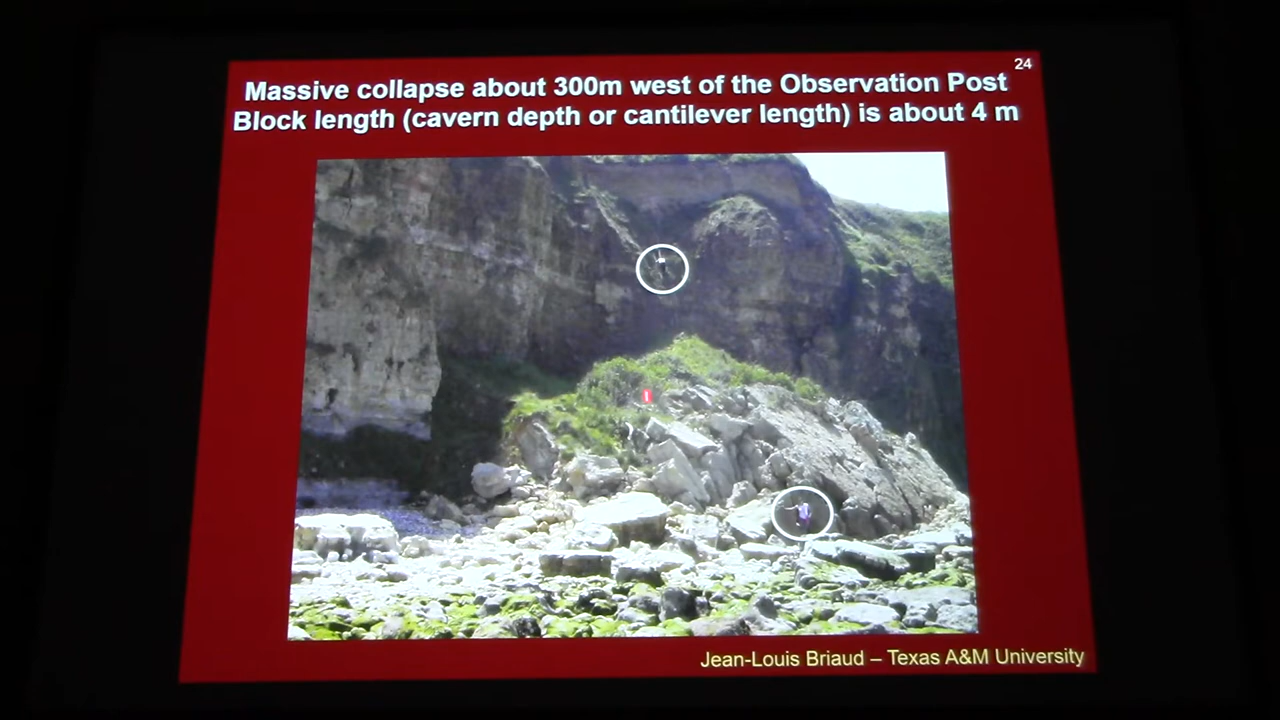 24
Massive collapse about 300m west of the Observation Post
Block length (cavern depth or cantilever length) is about 4 m
Jean-Louis Briaud – Texas A&M University